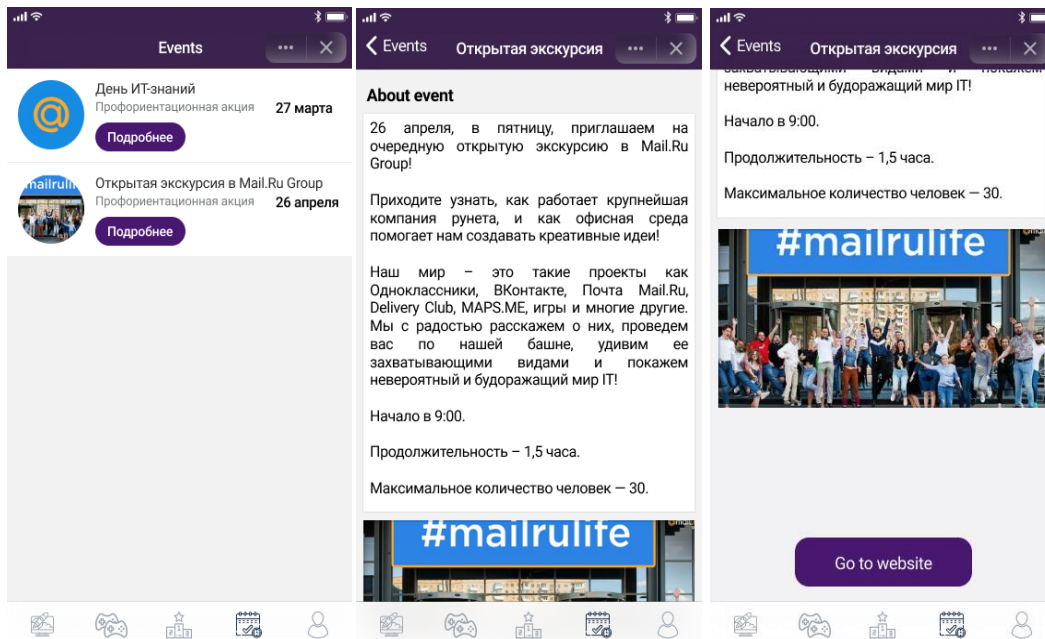 Events
День ИТ-знаний
Профориентационная акция
27 марта
Подробнее
mailruli
Открытая экскурсия в Mail.Ru Group
Профориентационная акция
26 апреля
Подробнее
Events
Открытая экскурсия
About event
26 апреля, в пятницу, приглашаем на
очередную открытую экскурсию в Mail.Ru
Group!
Приходите узнать, как работает крупнейшая
компания рунета, и как офисная среда
помогает нам создавать креативные идеи!
Наш мир – это такие проекты как
Одноклассники, ВКонтакте, Почта Mail.Ru,
Delivery Club, MAPS.ME, игры и многие другие.
Мы с радостью расскажем о них, проведем
вас по нашей башне, удивим ее
захватывающими видами и покажем
невероятный и будоражащий мир IT!
Начало в 9:00.
Продолжительность – 1,5 часа.
Максимальное количество человек — 30.
#mailrulife
Events
Открытая экскурсия
захватывающими видами и покажем
невероятный и будоражащий мир IT!
Начало в 9:00.
Продолжительность – 1,5 часа.
Максимальное количество человек — 30.
#mailrulife
Go to website